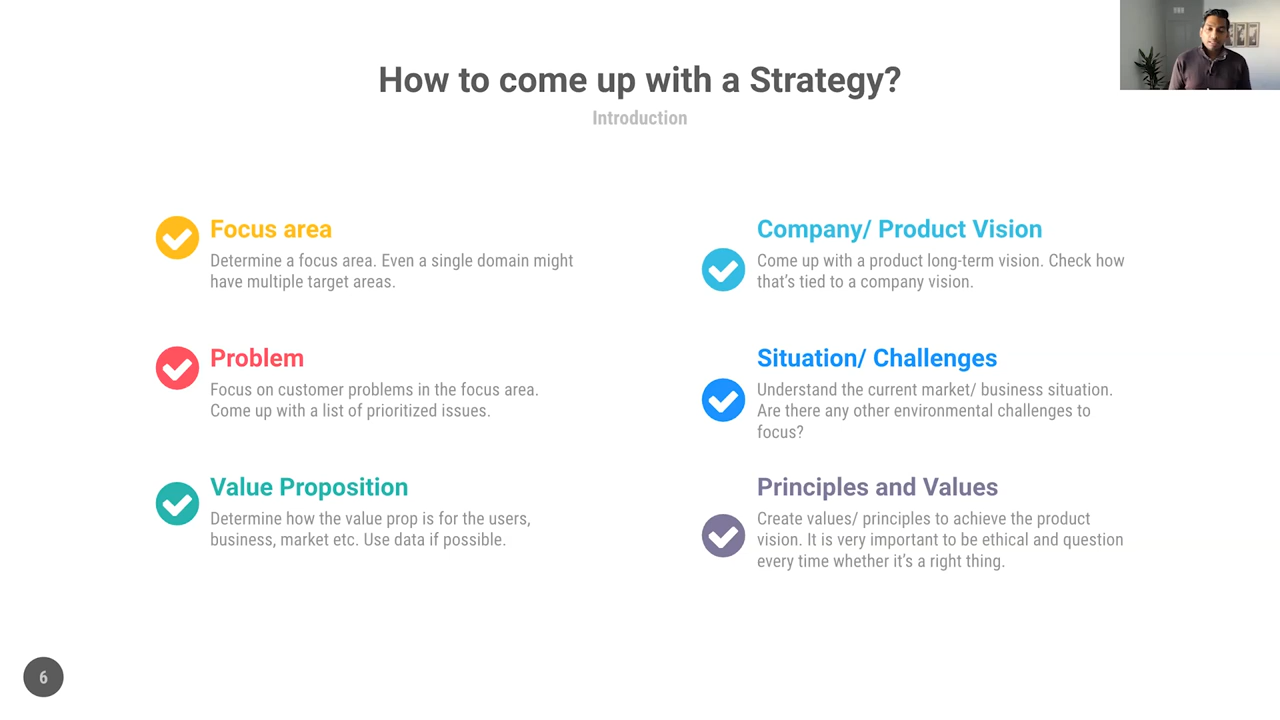 How to come up with a Strategy?
Introduction
Focus area
Determine a focus area. Even a single domain might
have multiple target areas.
Problem
Focus on customer problems in the focus area.
Come up with a list of prioritized issues.
Value Proposition
Determine how the value prop is for the users,
business, market etc. Use data if possible.
Company/ Product Vision
Come up with a product long-term vision. Check how
that’s tied to a company vision.
Situation/ Challenges
Understand the current market/ business situation.
Are there any other environmental challenges to
focus?
Principles and Values
Create values/ principles to achieve the product
vision. It is very important to be ethical and question
every time whether it’s a right thing.
6